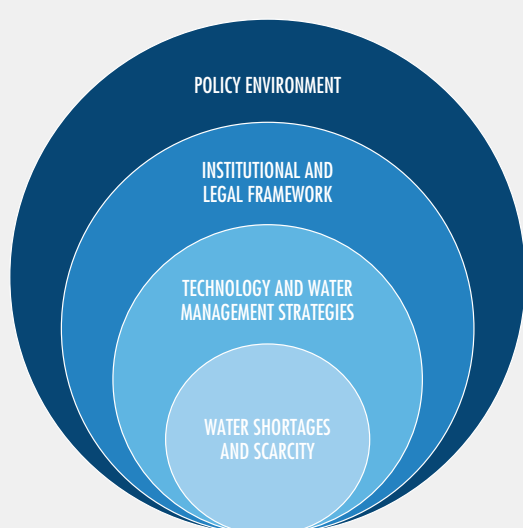 POLICY ENVIRONMENT
INSTITUTIONAL AND
LEGAL FRAMEWORK
TECHNOLOGY AND WATER
MANAGEMENT STRATEGIES
WATER SHORTAGES
AND SCARCITY